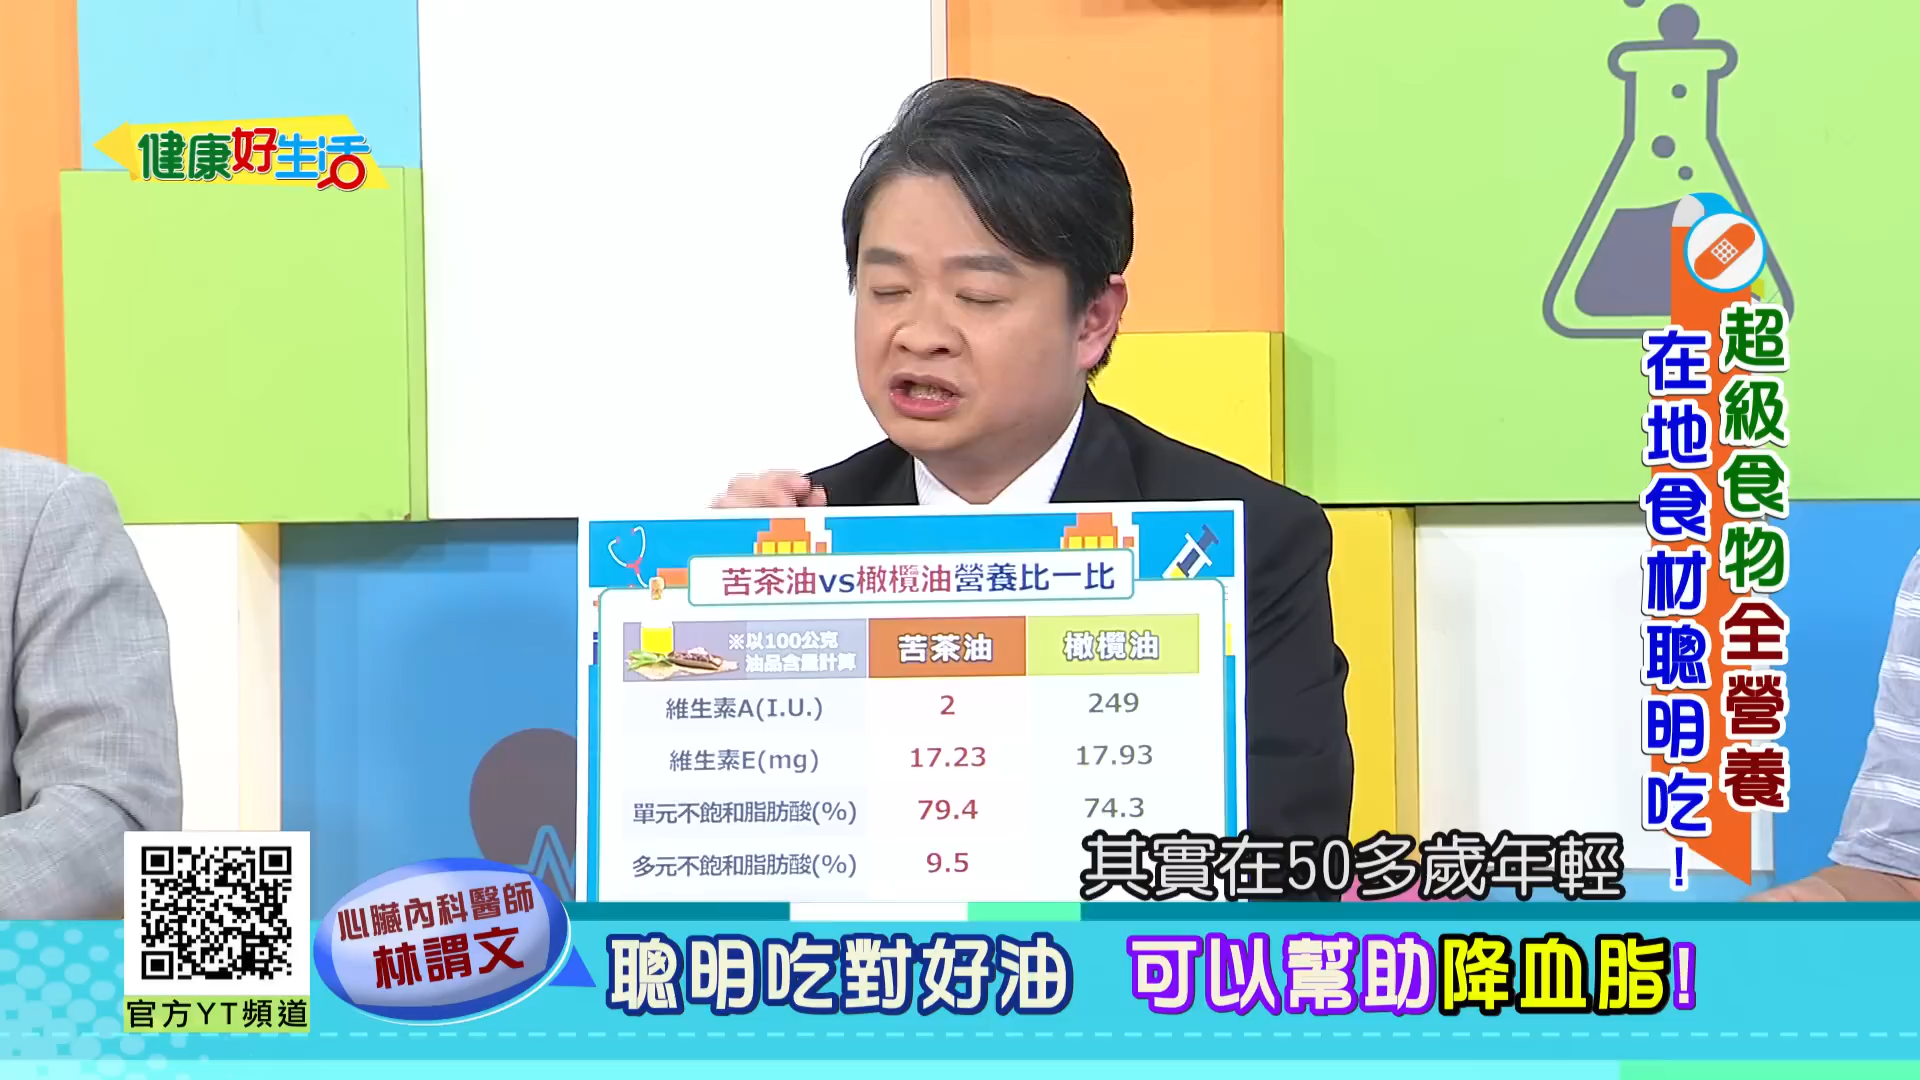 健康好生活
超級食物全營養
在地食材聰明吃!
苦茶油vs橄欖油營養比一比
※以100公克
油品含量計算
苦茶油
橄欖油
維生素A(I.U.)
2
249
維生素E(mg)
17.23
17.93
單元不飽和脂肪酸(%)
79.4
74.3
多元不飽和脂肪酸(%)
9.5
其實在50多歲年輕
心臟內科醫師
林謂文
聰明吃對好油 可以幫助降血脂!
官方YT頻道